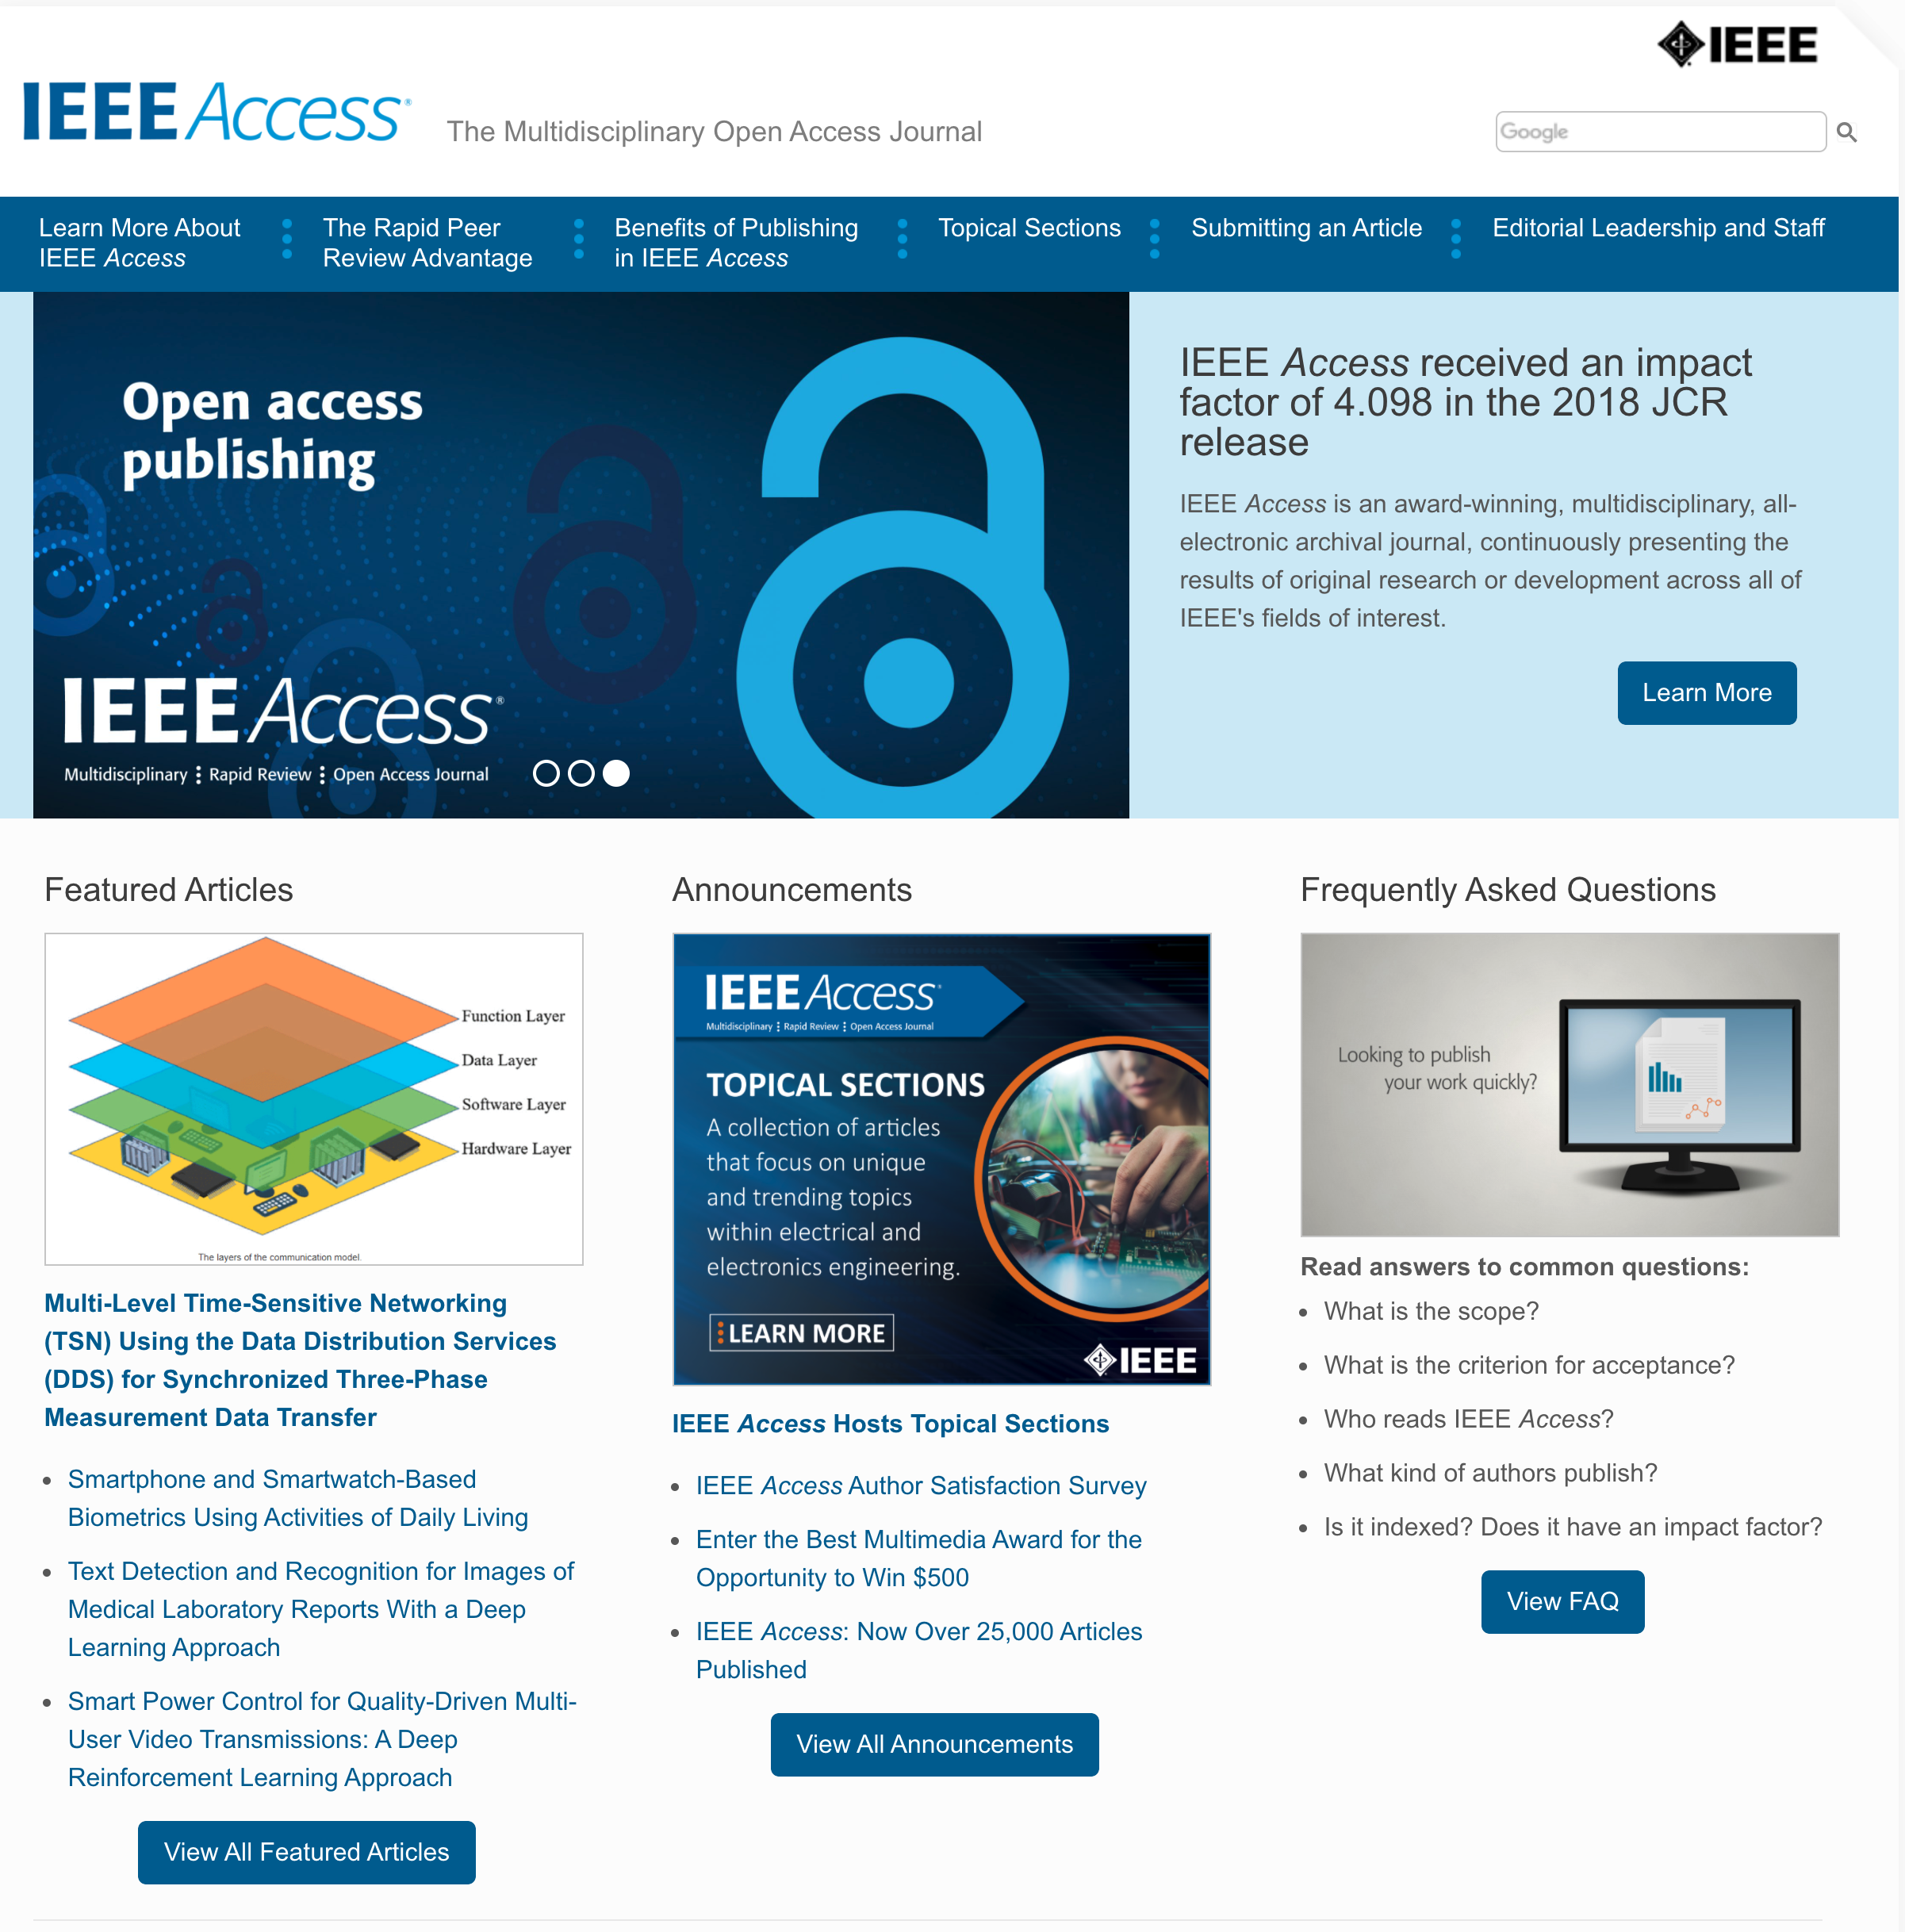 IEEE
IEEE Access®
The Multidisciplinary Open Access Journal
Google
Learn More About
IEEE Access
The Rapid Peer
Review Advantage
Benefits of Publishing
in IEEE Access
Topical Sections
Submitting an Article
Editorial Leadership and Staff
Open access
publishing
IEEE Access®
Multidisciplinary ⋮ Rapid Review ⋮ Open Access Journal
IEEE Access received an impact
factor of 4.098 in the 2018 JCR
release
IEEE Access is an award-winning, multidisciplinary, all-
electronic archival journal, continuously presenting the
results of original research or development across all of
IEEE's fields of interest.
Learn More
Featured Articles
Function Layer
Data Layer
Software Layer
Hardware Layer
The layers of the communication model.
Multi-Level Time-Sensitive Networking
(TSN) Using the Data Distribution Services
(DDS) for Synchronized Three-Phase
Measurement Data Transfer
• Smartphone and Smartwatch-Based
Biometrics Using Activities of Daily Living
• Text Detection and Recognition for Images of
Medical Laboratory Reports With a Deep
Learning Approach
• Smart Power Control for Quality-Driven Multi-
User Video Transmissions: A Deep
Reinforcement Learning Approach
View All Featured Articles
Announcements
IEEE Access®
Multidisciplinary ⋮ Rapid Review ⋮ Open Access Journal
TOPICAL SECTIONS
A collection of articles
that focus on unique
and trending topics
within electrical and
electronics engineering.
LEARN MORE
IEEE
IEEE Access Hosts Topical Sections
• IEEE Access Author Satisfaction Survey
• Enter the Best Multimedia Award for the
Opportunity to Win $500
• IEEE Access: Now Over 25,000 Articles
Published
View All Announcements
Frequently Asked Questions
Looking to publish
your work quickly?
Read answers to common questions:
• What is the scope?
• What is the criterion for acceptance?
• Who reads IEEE Access?
• What kind of authors publish?
• Is it indexed? Does it have an impact factor?
View FAQ